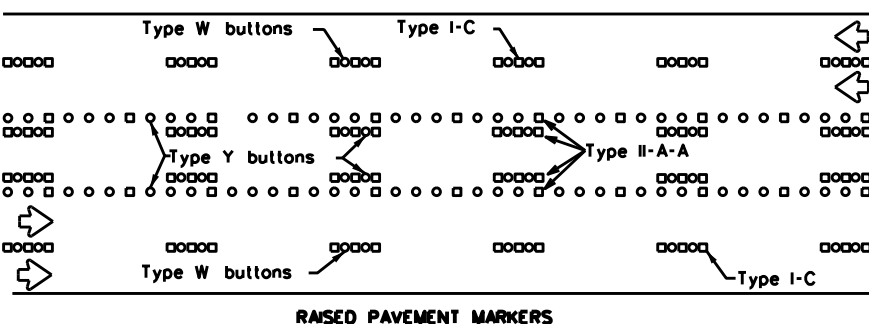 Type W buttons
Type I-C
Type Y buttons
Type II-A-A
Type W buttons
Type I-C
RAISED PAVEMENT MARKERS